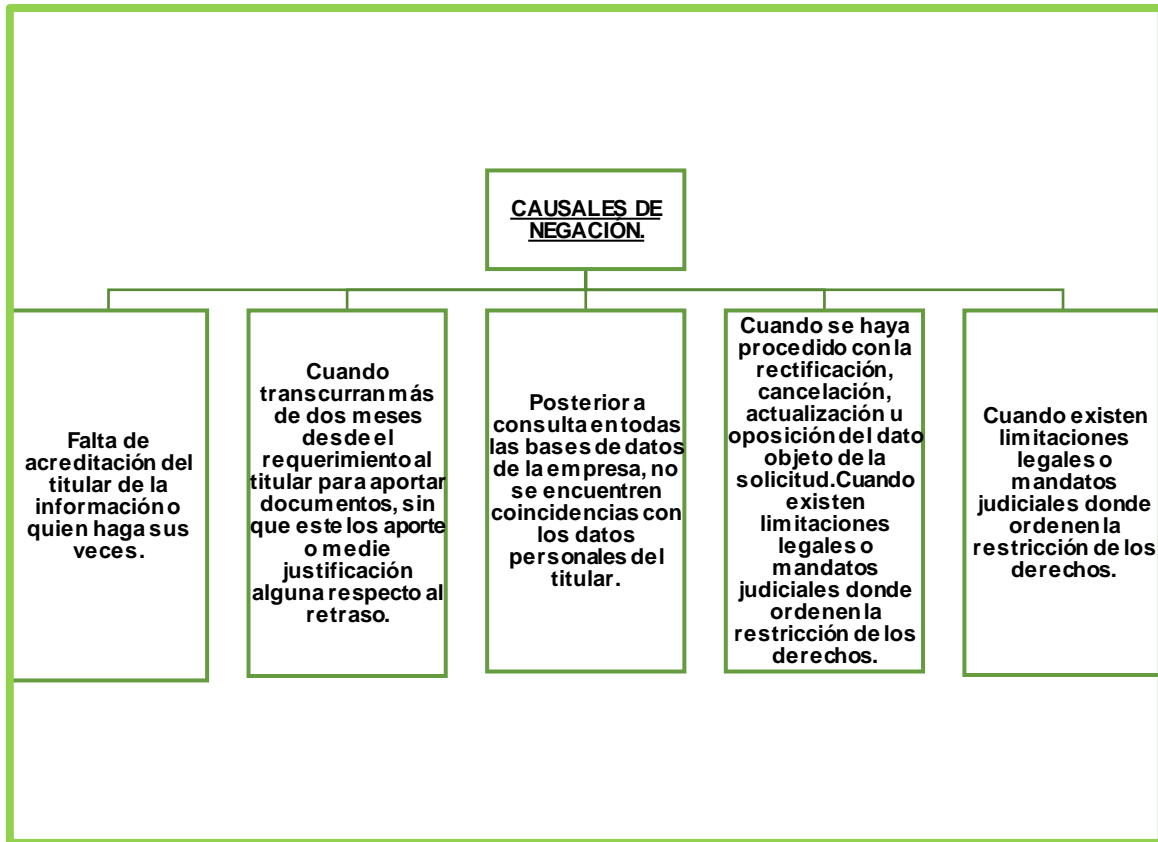 CAUSALES DE
NEGACIÓN.
Falta de
acreditación del
titular de la
información o
quien haga sus
veces.
Cuando
transcurran más
de dos meses
desde el
requerimiento al
titular para aportar
documentos, sin
que este los aporte
o medie
justificación
alguna respecto al
retraso.
Posterior a
consulta en todas
las bases de datos
de la empresa, no
se encuentren
coincidencias con
los datos
personales del
titular.
Cuando se haya
procedido con la
rectificación,
cancelación,
actualización u
oposición del dato
objeto de la
solicitud.Cuando
existen
limitaciones
legales o
mandatos
judiciales donde
ordenen la
restricción de los
derechos.
Cuando existen
limitaciones
legales o
mandatos
judiciales donde
ordenen la
restricción de los
derechos.